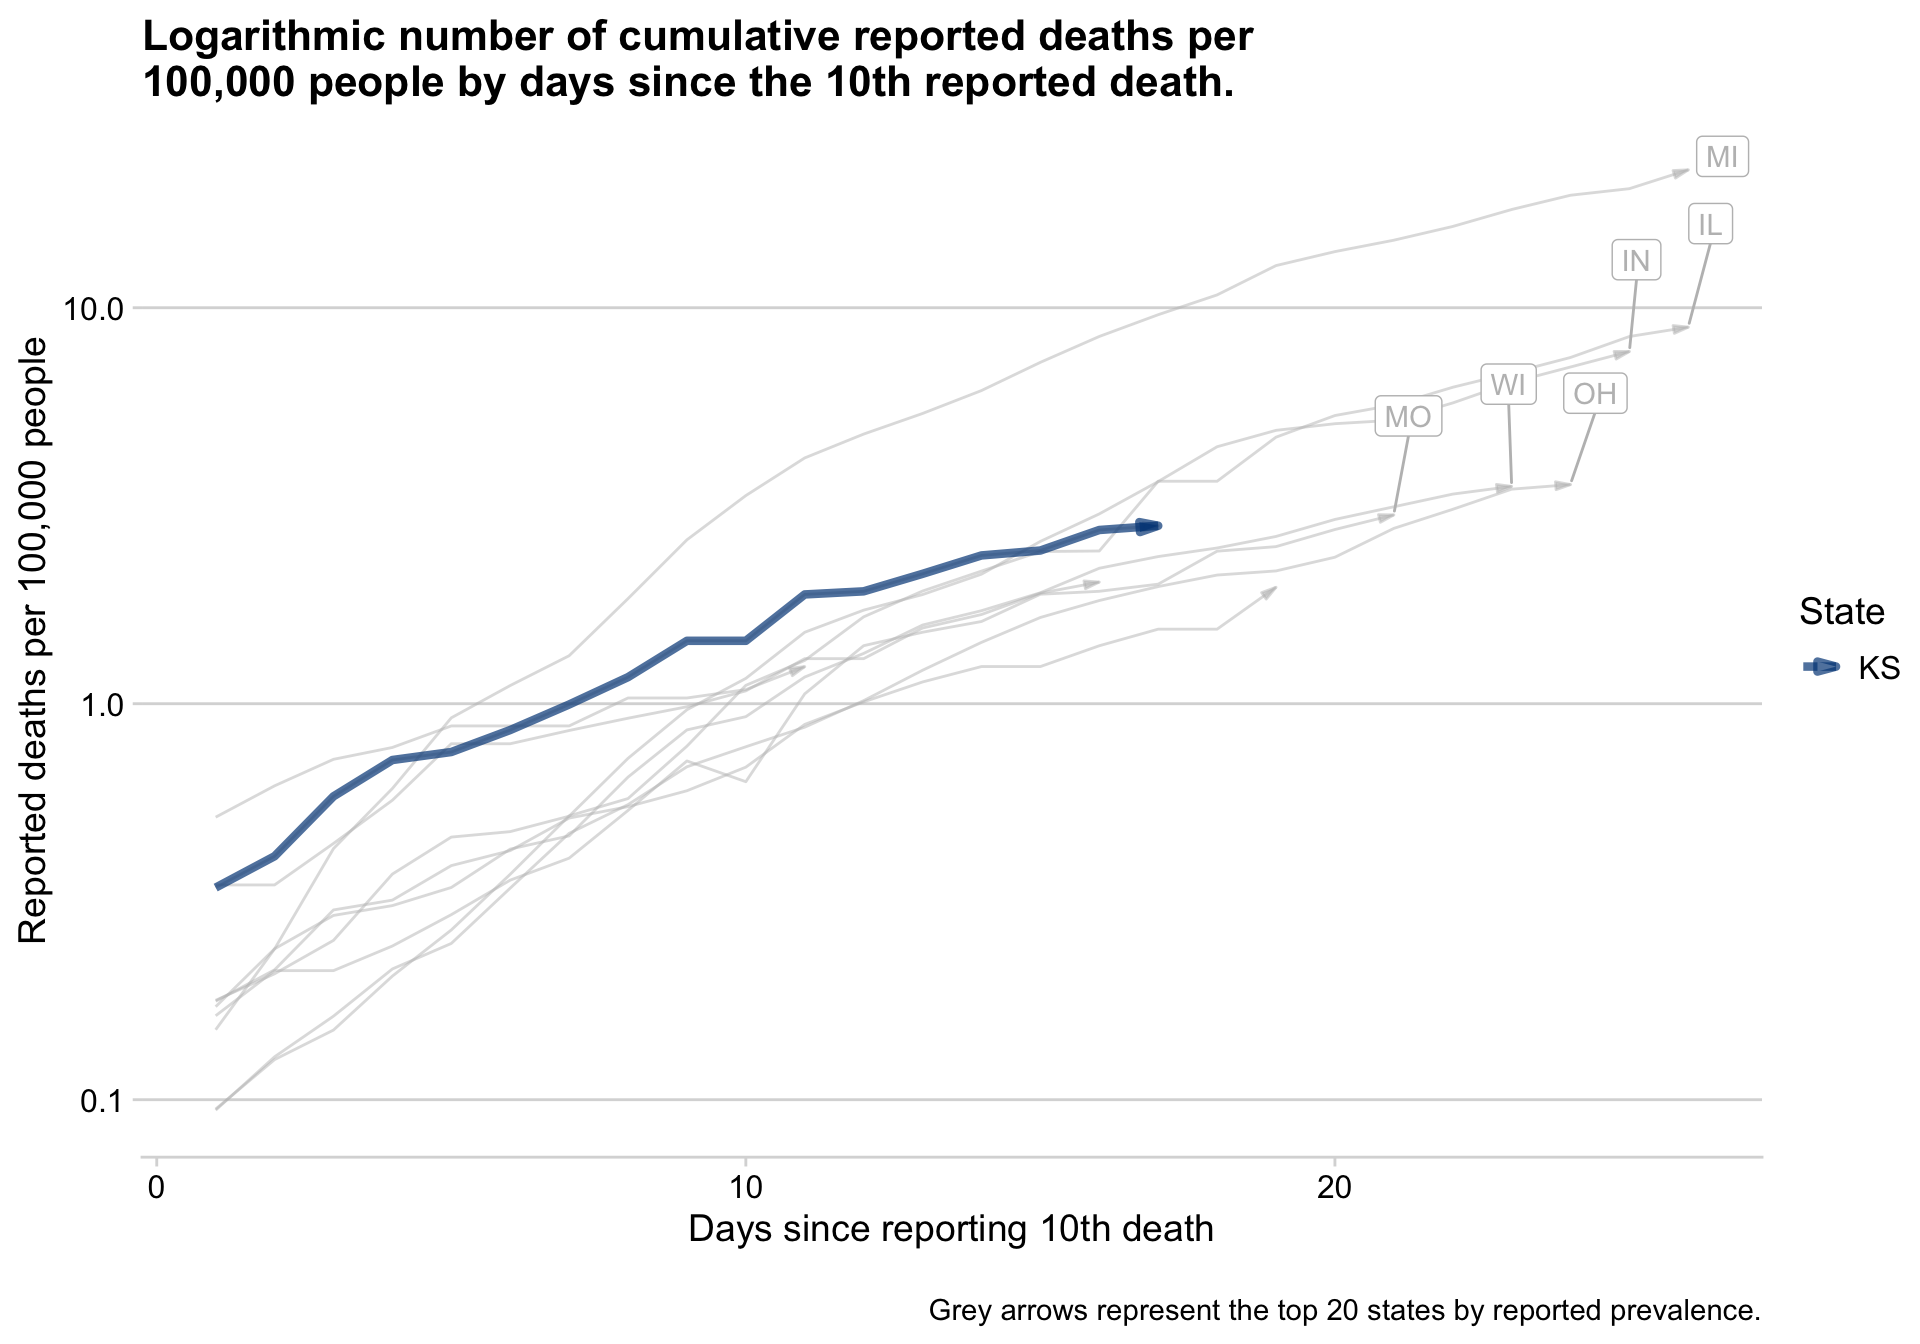 Logarithmic number of cumulative reported deaths per
100,000 people by days since the 10th reported death.
MI
IL
IN
10.0
WI
OH
MO
Reported deaths per 100,000 people
State
KS
1.0
0.1
0
10
20
Days since reporting 10th death
Grey arrows represent the top 20 states by reported prevalence.